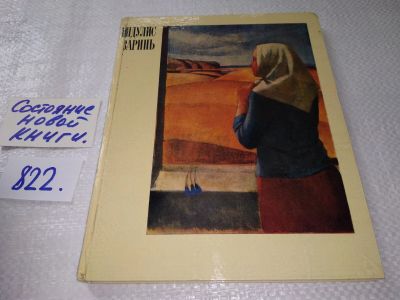 ИНДУЛИС
ЗАРИНЬ
Состояние
новой
книги.
822.